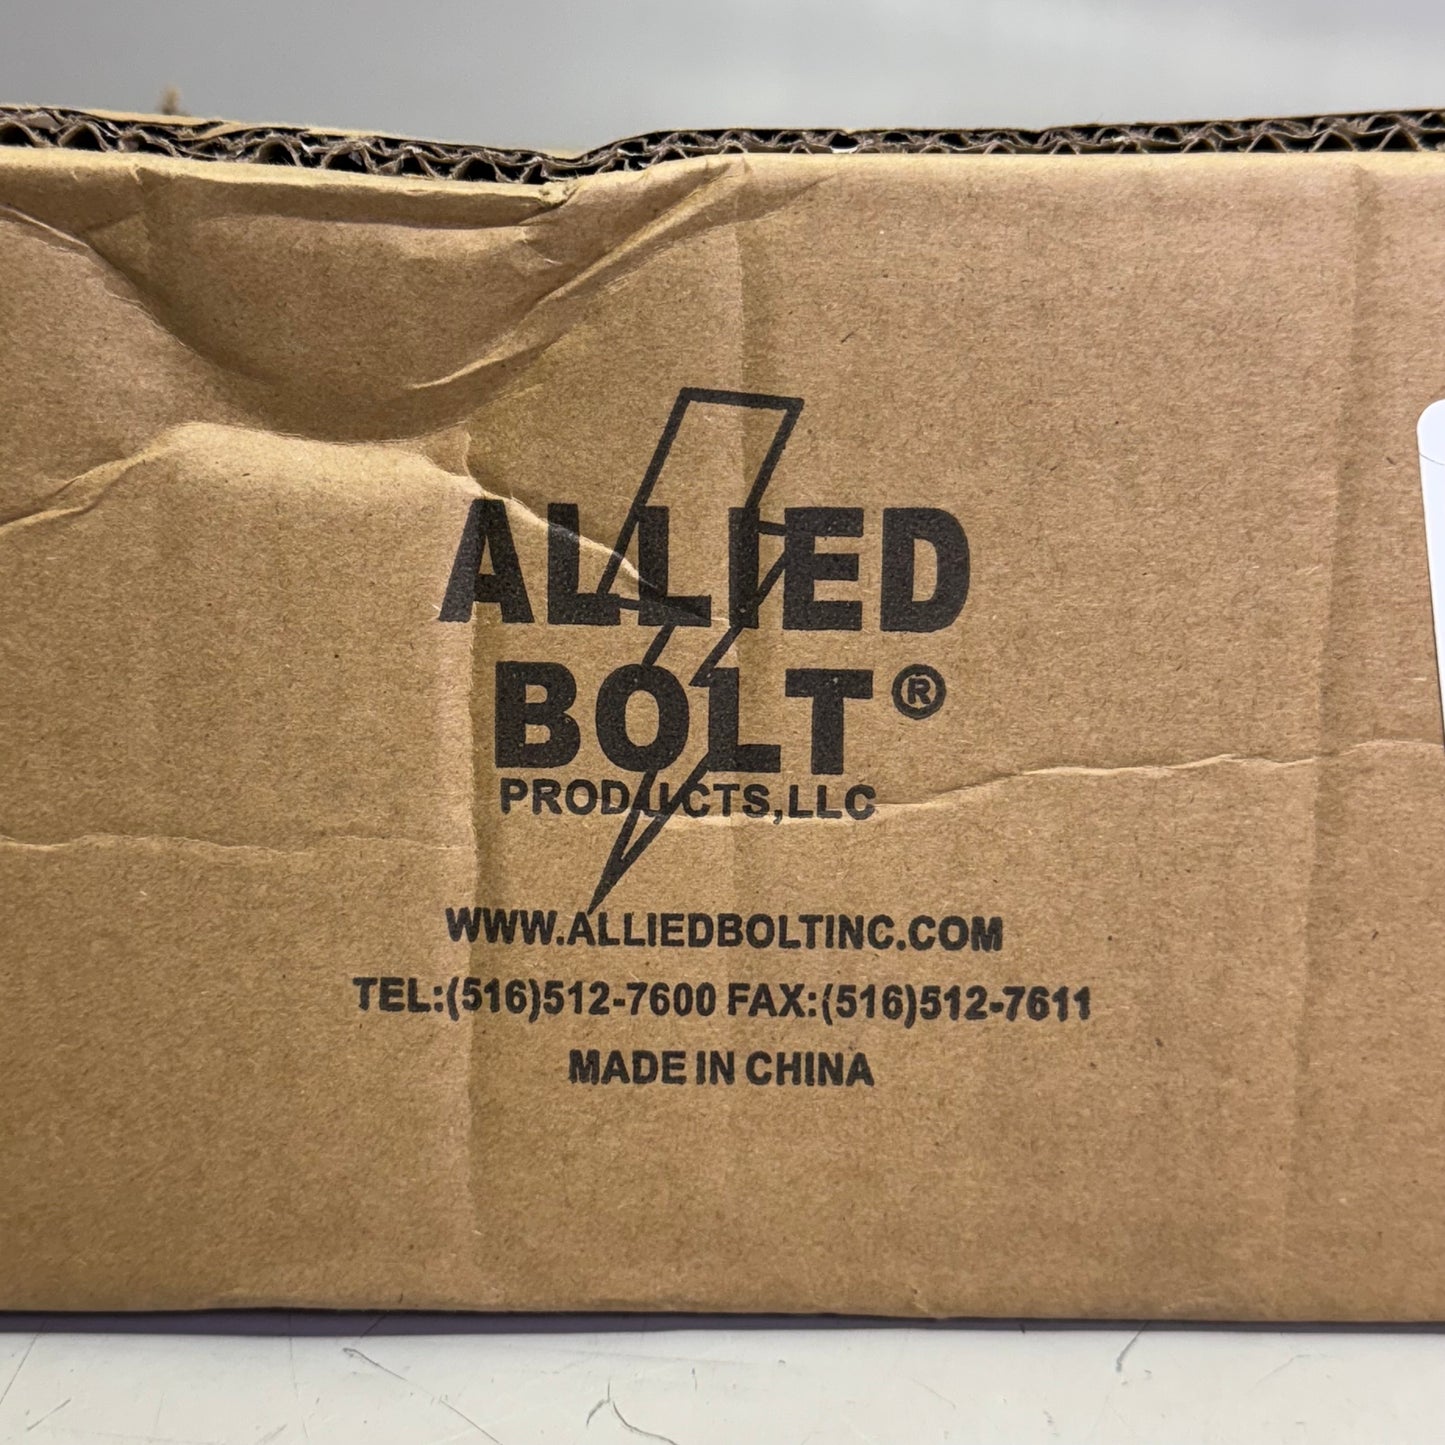 ALLIED
BOLT®
PRODUCTS,LLC
WWW.ALLIEDBOLTINC.COM
TEL:(516)512-7600 FAX:(516)512-7611
MADE IN CHINA